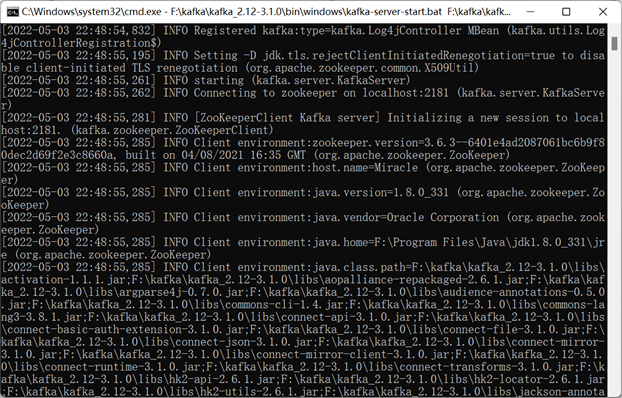 C:\Windows\system32\cmd.exe - F:\kafka\kafka_2.12-3.1.0\bin\windows\kafka-server-start.bat F:\kafka\kafk...
[2022-05-03 22:48:54,832] INFO Registered kafka:type=kafka.Log4jController MBean (kafka.utils.Log
4jControllerRegistration$)
[2022-05-03 22:48:55,195] INFO Setting -D jdk.tls.rejectClientInitiatedRenegotiation=true to disa
ble client-initiated TLS renegotiation (org.apache.zookeeper.common.X509Util)
[2022-05-03 22:48:55,261] INFO starting (kafka.server.KafkaServer)
[2022-05-03 22:48:55,262] INFO Connecting to zookeeper on localhost:2181 (kafka.server.KafkaServe
r)
[2022-05-03 22:48:55,281] INFO [ZooKeeperClient Kafka server] Initializing a new session to local
host:2181. (kafka.zookeeper.ZooKeeperClient)
[2022-05-03 22:48:55,285] INFO Client environment:zookeeper.version=3.6.3--6401e4ad2087061bc6b9f8
0dec2d69f2e3c8660a, built on 04/08/2021 16:35 GMT (org.apache.zookeeper.ZooKeeper)
[2022-05-03 22:48:55,285] INFO Client environment:host.name=Miracle (org.apache.zookeeper.ZooKeep
er)
[2022-05-03 22:48:55,285] INFO Client environment:java.version=1.8.0_331 (org.apache.zookeeper.Zo
oKeeper)
[2022-05-03 22:48:55,285] INFO Client environment:java.vendor=Oracle Corporation (org.apache.zook
eeper.ZooKeeper)
[2022-05-03 22:48:55,285] INFO Client environment:java.home=F:\Program Files\Java\jdk1.8.0_331\jr
e (org.apache.zookeeper.ZooKeeper)
[2022-05-03 22:48:55,285] INFO Client environment:java.class.path=F:\kafka\kafka_2.12-3.1.0\libs\
activation-1.1.1.jar;F:\kafka\kafka_2.12-3.1.0\libs\aopalliance-repackaged-2.6.1.jar;F:\kafka\kaf
ka_2.12-3.1.0\libs\argparse4j-0.7.0.jar;F:\kafka\kafka_2.12-3.1.0\libs\audience-annotations-0.5.0
.jar;F:\kafka\kafka_2.12-3.1.0\libs\commons-cli-1.4.jar;F:\kafka\kafka_2.12-3.1.0\libs\commons-la
ng3-3.8.1.jar;F:\kafka\kafka_2.12-3.1.0\libs\connect-api-3.1.0.jar;F:\kafka\kafka_2.12-3.1.0\libs
\connect-basic-auth-extension-3.1.0.jar;F:\kafka\kafka_2.12-3.1.0\libs\connect-file-3.1.0.jar;F:\
kafka\kafka_2.12-3.1.0\libs\connect-json-3.1.0.jar;F:\kafka\kafka_2.12-3.1.0\libs\connect-mirror-
3.1.0.jar;F:\kafka\kafka_2.12-3.1.0\libs\connect-mirror-client-3.1.0.jar;F:\kafka\kafka_2.12-3.1.
0\libs\connect-runtime-3.1.0.jar;F:\kafka\kafka_2.12-3.1.0\libs\connect-transforms-3.1.0.jar;F:\k
afka\kafka_2.12-3.1.0\libs\hk2-api-2.6.1.jar;F:\kafka\kafka_2.12-3.1.0\libs\hk2-locator-2.6.1.jar
;F:\kafka\kafka_2.12-3.1.0\libs\hk2-utils-2.6.1.jar;F:\kafka\kafka_2.12-3.1.0\libs\jackson-annota